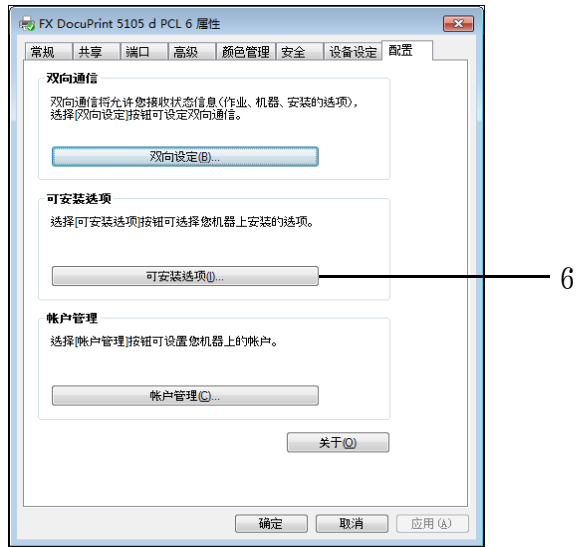 FX DocuPrint 5105 d PCL 6 属性
常规 共享 端口 高级 颜色管理 安全 设备设定 配置
双向通信
双向通信将允许您接收状态信息(作业、机器、安装的选项),
选择[双向设定]按钮可设定双向通信。
双向设定(B)...
可安装选项
选择[可安装选项]按钮可选择您机器上安装的选项。
可安装选项(I)...
6
帐户管理
选择[帐户管理]按钮可设置您机器上的帐户。
帐户管理(C)...
关于(O)
确定 取消 应用(A)